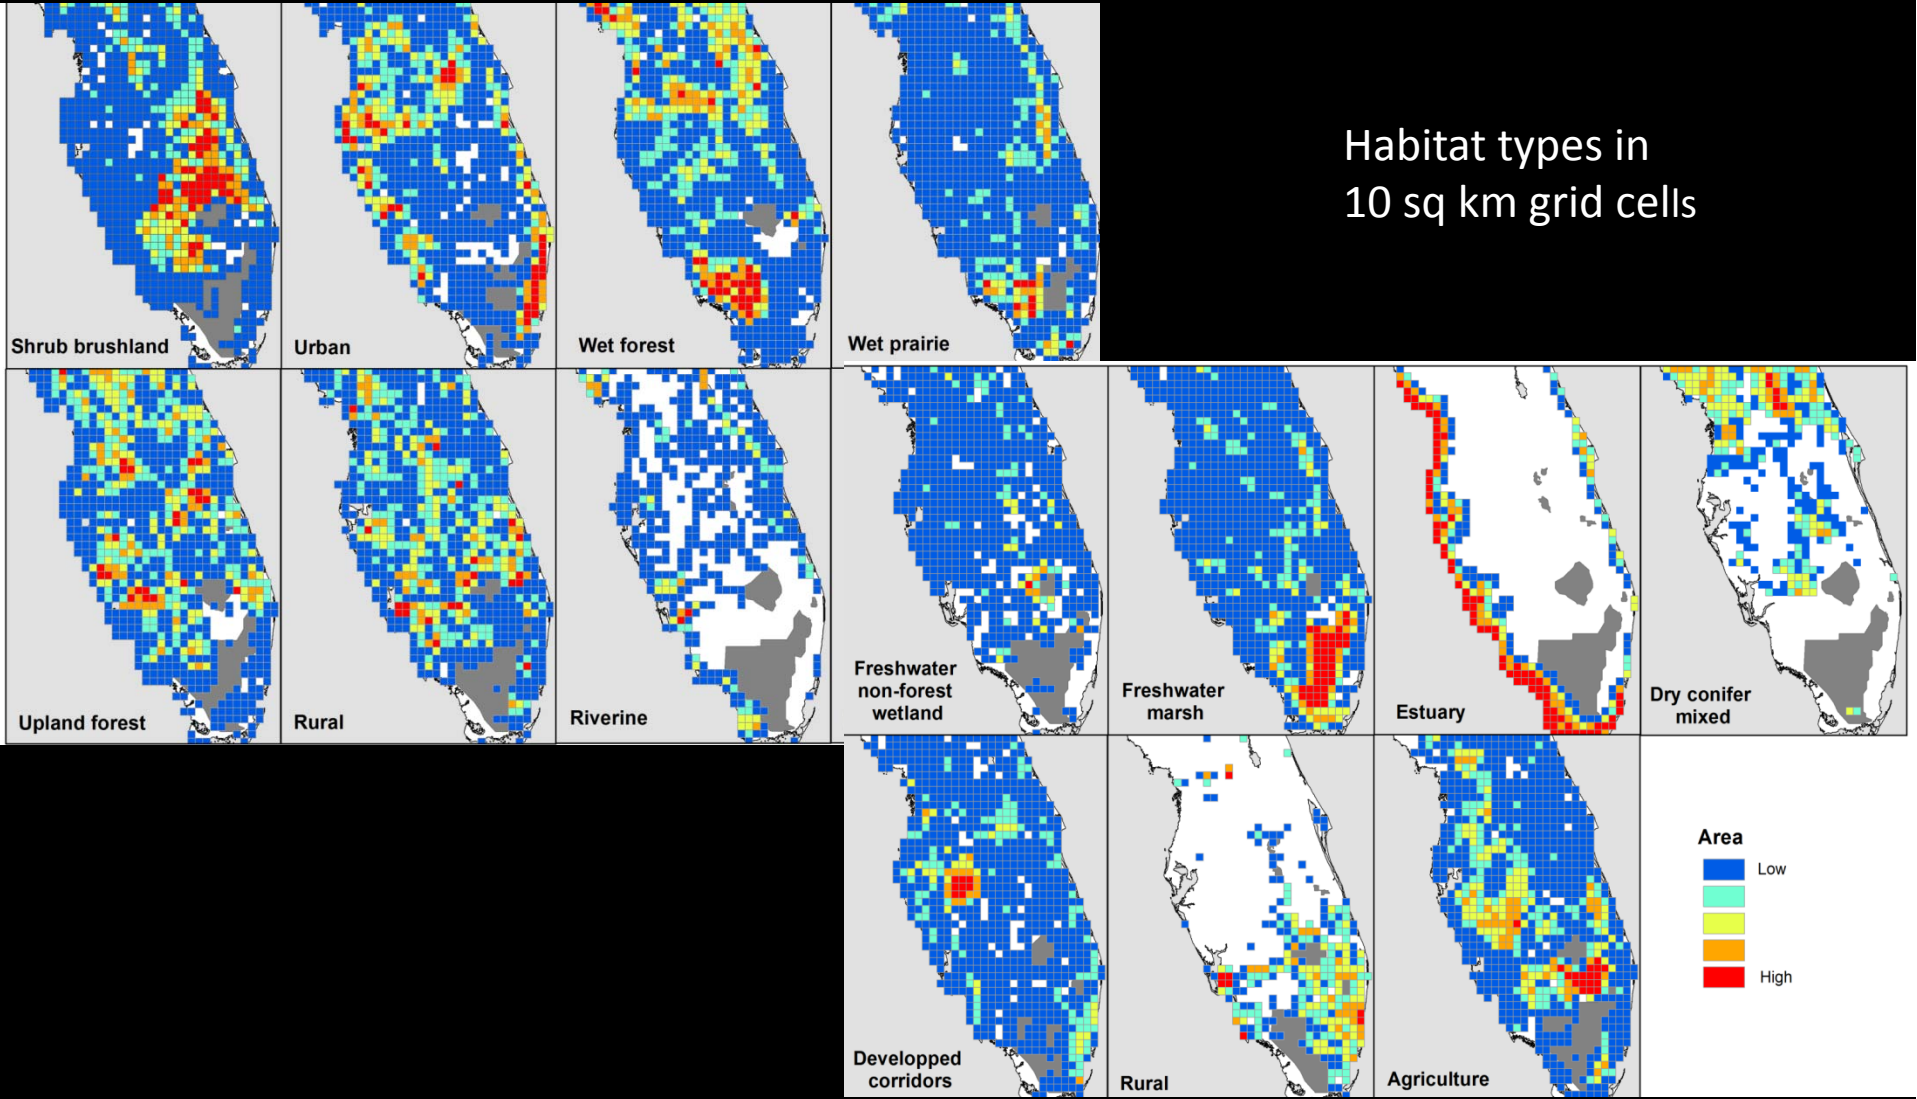 Habitat types in
10 sq km grid cells
Shrub brushland
Urban
Wet forest
Wet prairie
Upland forest
Rural
Riverine
Freshwater
non-forest
wetland
Freshwater
marsh
Estuary
Dry conifer
mixed
Developped
corridors
Rural
Agriculture
Area
Low
High